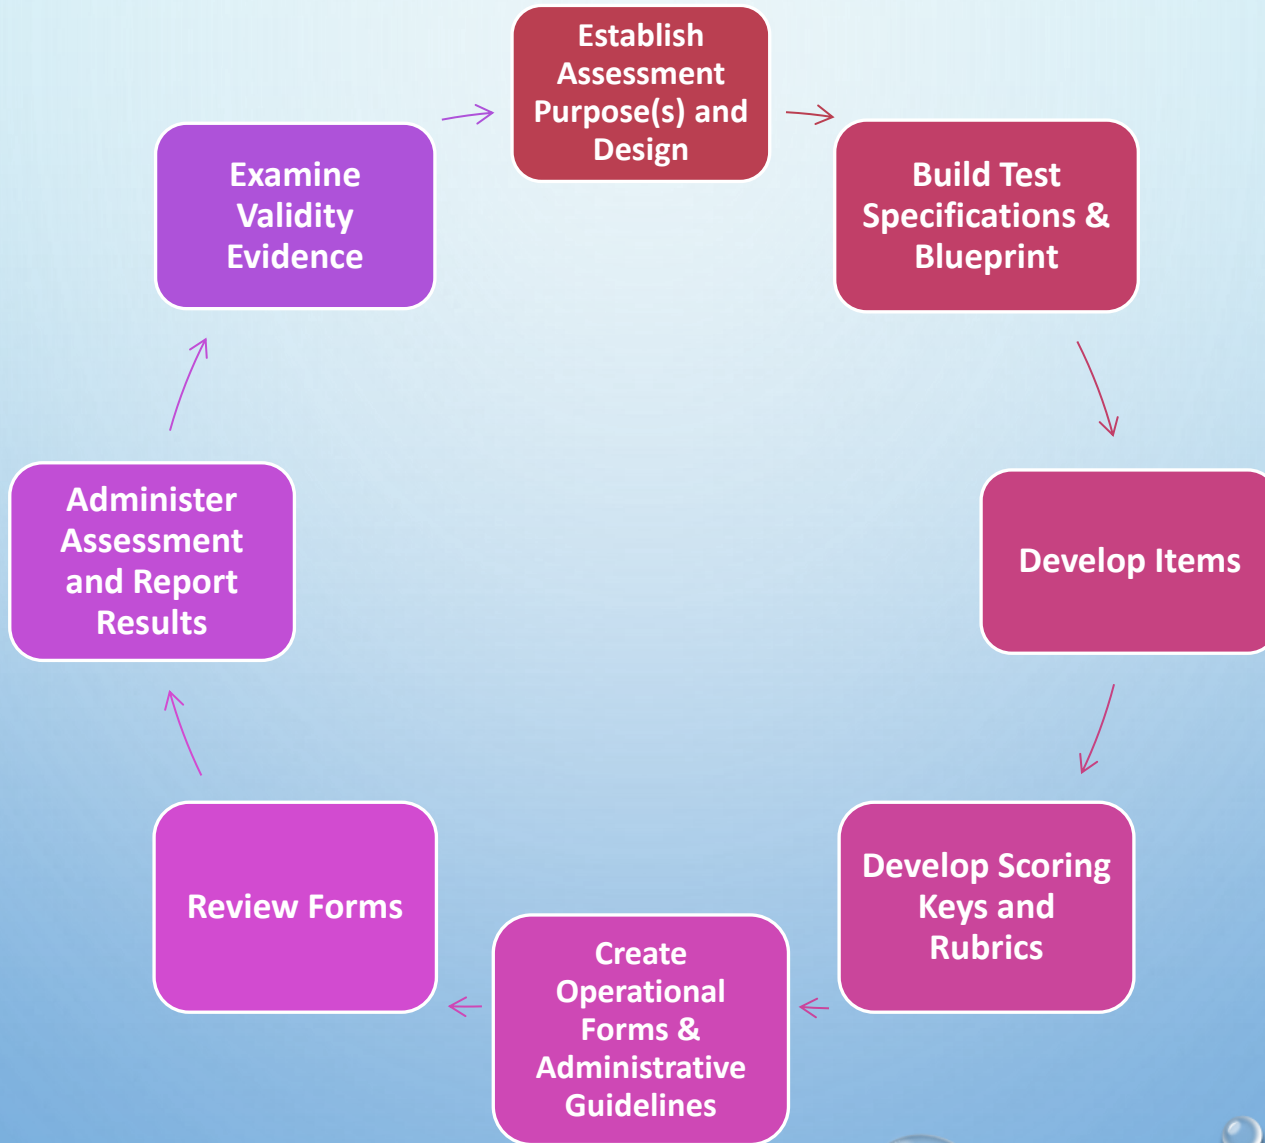 Establish
Assessment
Purpose(s) and
Design
Build Test
Specifications &
Blueprint
Develop Items
Develop Scoring
Keys and
Rubrics
Create
Operational
Forms &
Administrative
Guidelines
Review Forms
Administer
Assessment
and Report
Results
Examine
Validity
Evidence